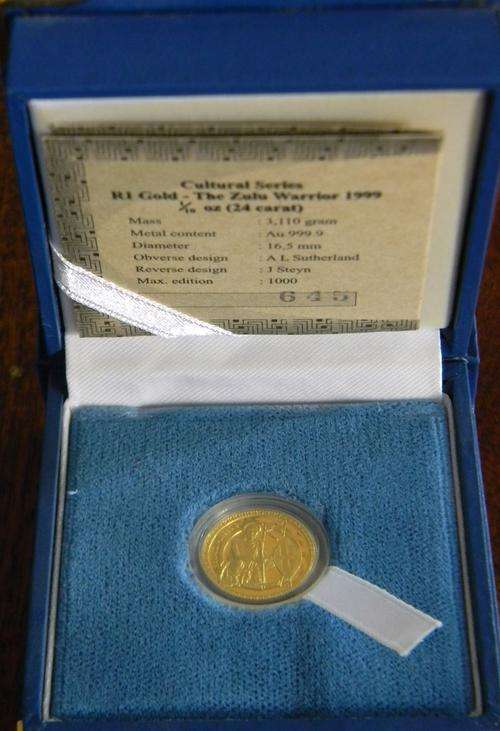 Cultural Series
R1 Gold - The Zulu Warrior 1999
1/10 oz (24 carat)
Mass : 3,110 gram
Metal content : Au 999.9
Diameter : 16,5 mm
Obverse design : A L Sutherland
Reverse design : J Steyn
Max. edition : 1000
645